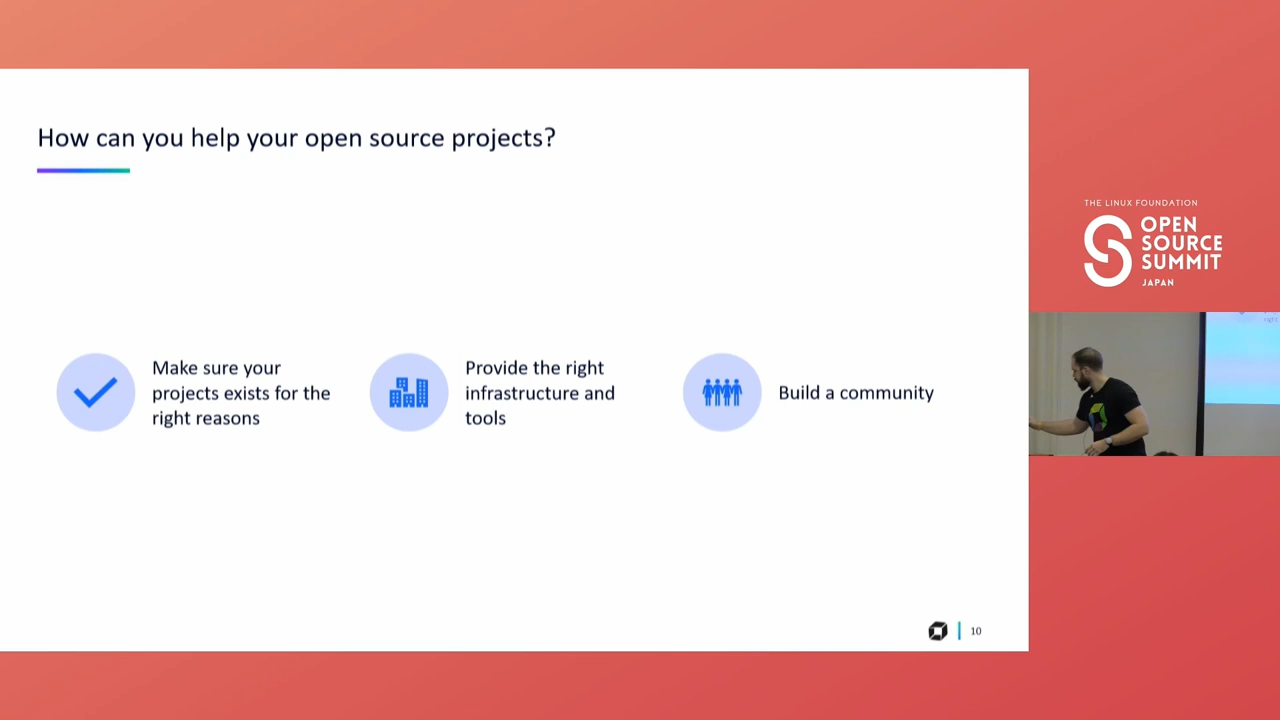 How can you help your open source projects?
Make sure your
projects exists for the
right reasons
Provide the right
infrastructure and
tools
Build a community
10
THE LINUX FOUNDATION
OPEN
SOURCE
SUMMIT
JAPAN